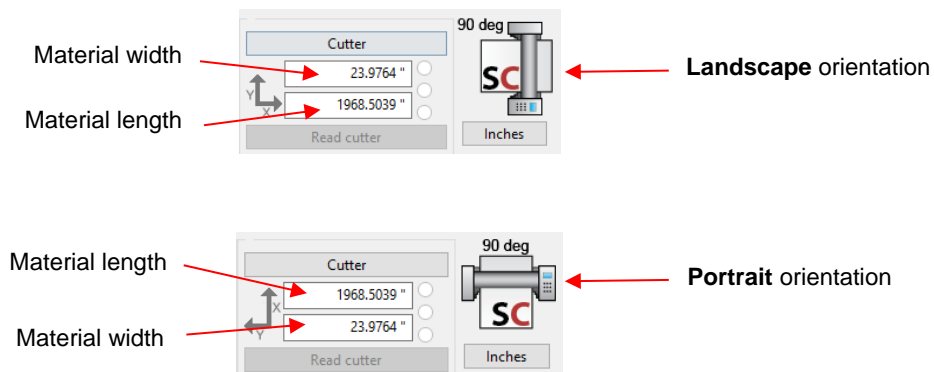 90 deg
Cutter
Material width
23.9764 "
SC
Landscape orientation
Y
1968.5039 "
X
Material length
Read cutter
Inches
90 deg
Material length
Cutter
1968.5039 "
X
Portrait orientation
SC
23.9764 "
Y
Material width
Read cutter
Inches